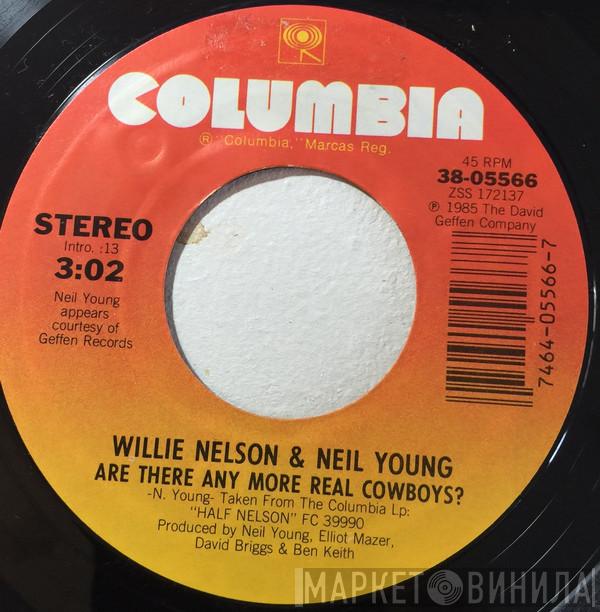 COLUMBIA
® "Columbia," Marcas Reg.
45 RPM
38-05566
ZSS 172137
℗ 1985 The David
Geffen Company
STEREO
Intro. :13
3:02
Neil Young
appears
courtesy of
Geffen Records
7464-05566-7
WILLIE NELSON & NEIL YOUNG
ARE THERE ANY MORE REAL COWBOYS?
-N. Young- Taken From The Columbia Lp:
"HALF NELSON" FC 39990
Produced by Neil Young, Elliot Mazer,
David Briggs & Ben Keith
МАРКЕТ ВИНИЛА